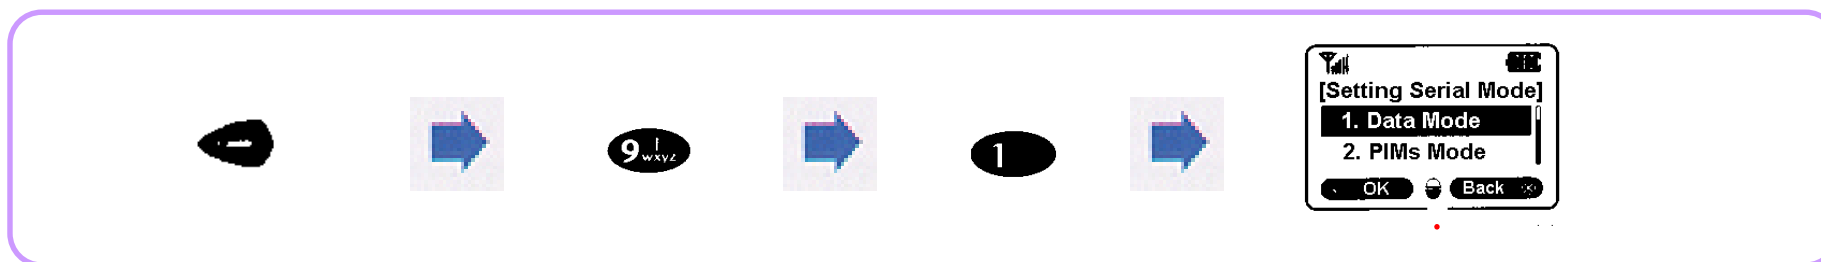 9 wxyz
1
[Setting Serial Mode]
1. Data Mode
2. PIMs Mode
OK
Back